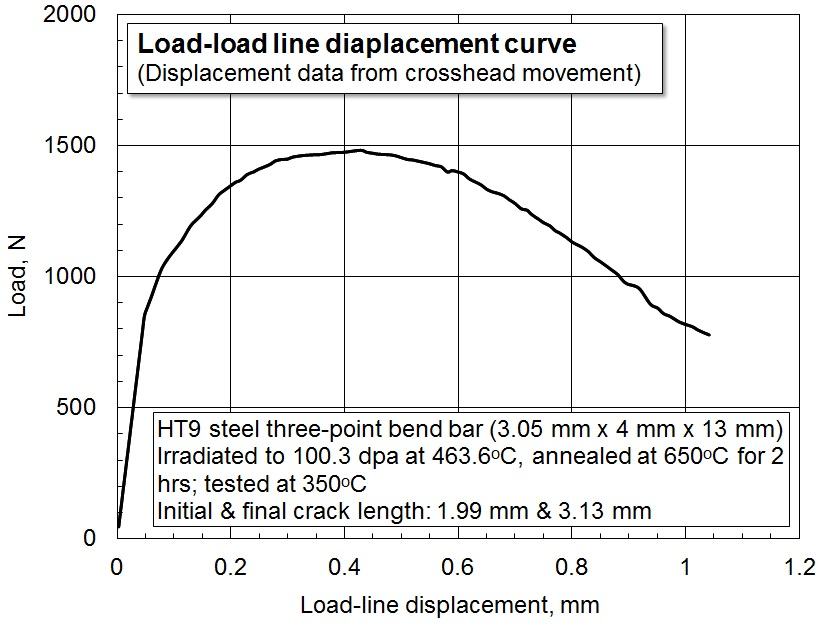 Load-load line diaplacement curve
(Displacement data from crosshead movement)
2000
1500
1000
500
0
Load, N
HT9 steel three-point bend bar (3.05 mm x 4 mm x 13 mm)
Irradiated to 100.3 dpa at 463.6ºC, annealed at 650ºC for 2
hrs; tested at 350ºC
Initial & final crack length: 1.99 mm & 3.13 mm
0 0.2 0.4 0.6 0.8 1 1.2
Load-line displacement, mm